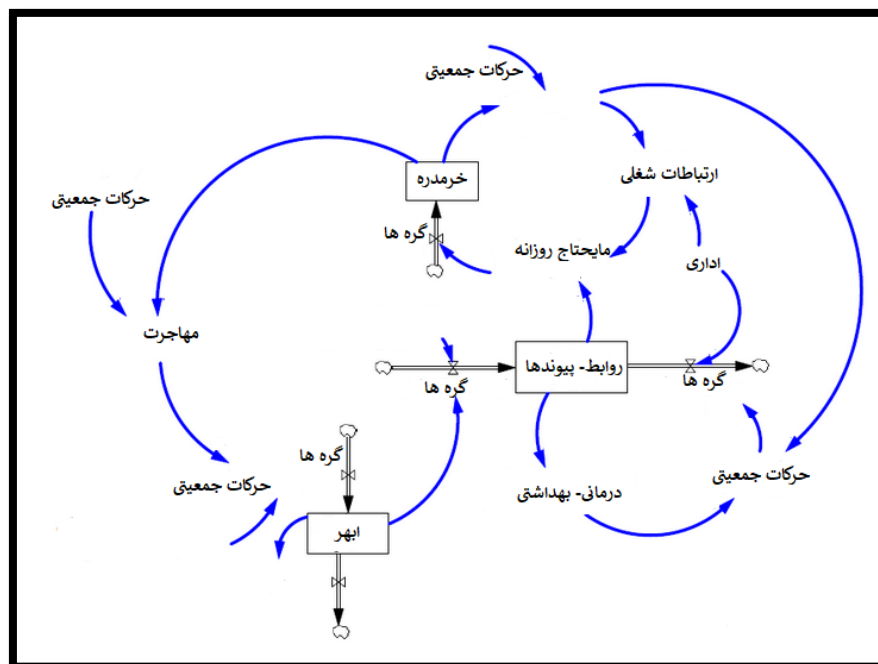 حرکات جمعیتی
ارتباطات شغلی
خرمدره
حرکات جمعیتی
گره ها
مایحتاج روزانه
اداری
مهاجرت
روابط- پیوندها
گره ها
گره ها
گره ها
حرکات جمعیتی
حرکات جمعیتی
درمانی- بهداشتی
ابهر